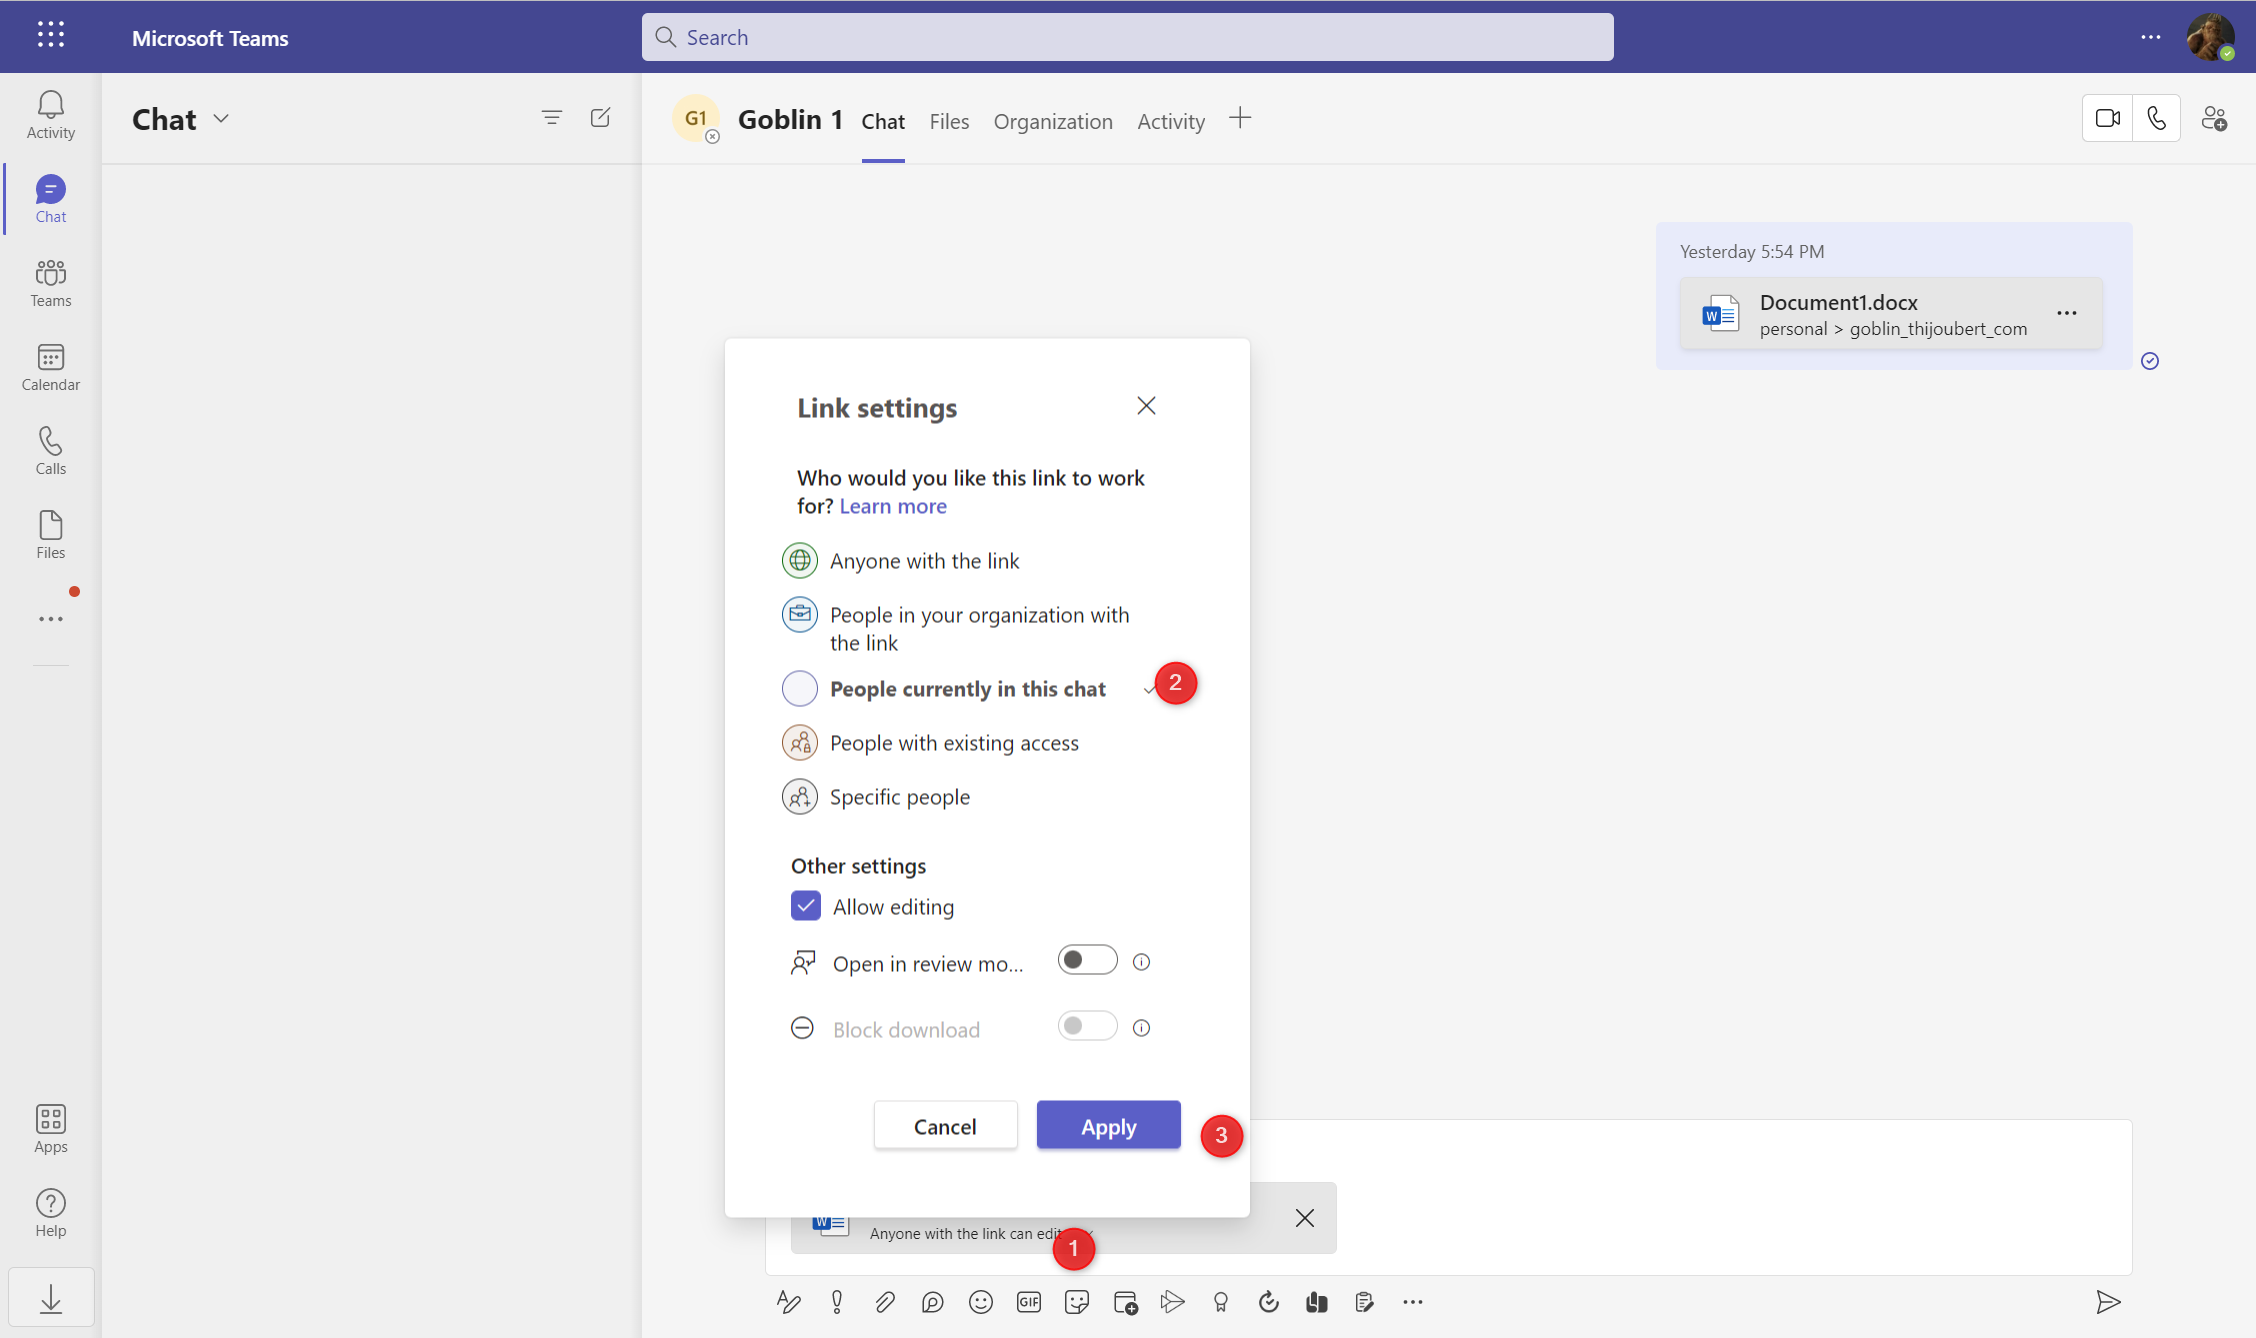 Microsoft Teams
Search
Activity
Chat
Teams
Calendar
Calls
Files
Apps
Help
Chat
G1
Goblin 1
Chat
Files
Organization
Activity
Yesterday 5:54 PM
Document1.docx
personal > goblin_thijoubert_com
Link settings
Who would you like this link to work
for? Learn more
Anyone with the link
People in your organization with
the link
People currently in this chat
2
People with existing access
Specific people
Other settings
Allow editing
Open in review mo...
Block download
Cancel
Apply
3
W
Anyone with the link can edit
1
GIF